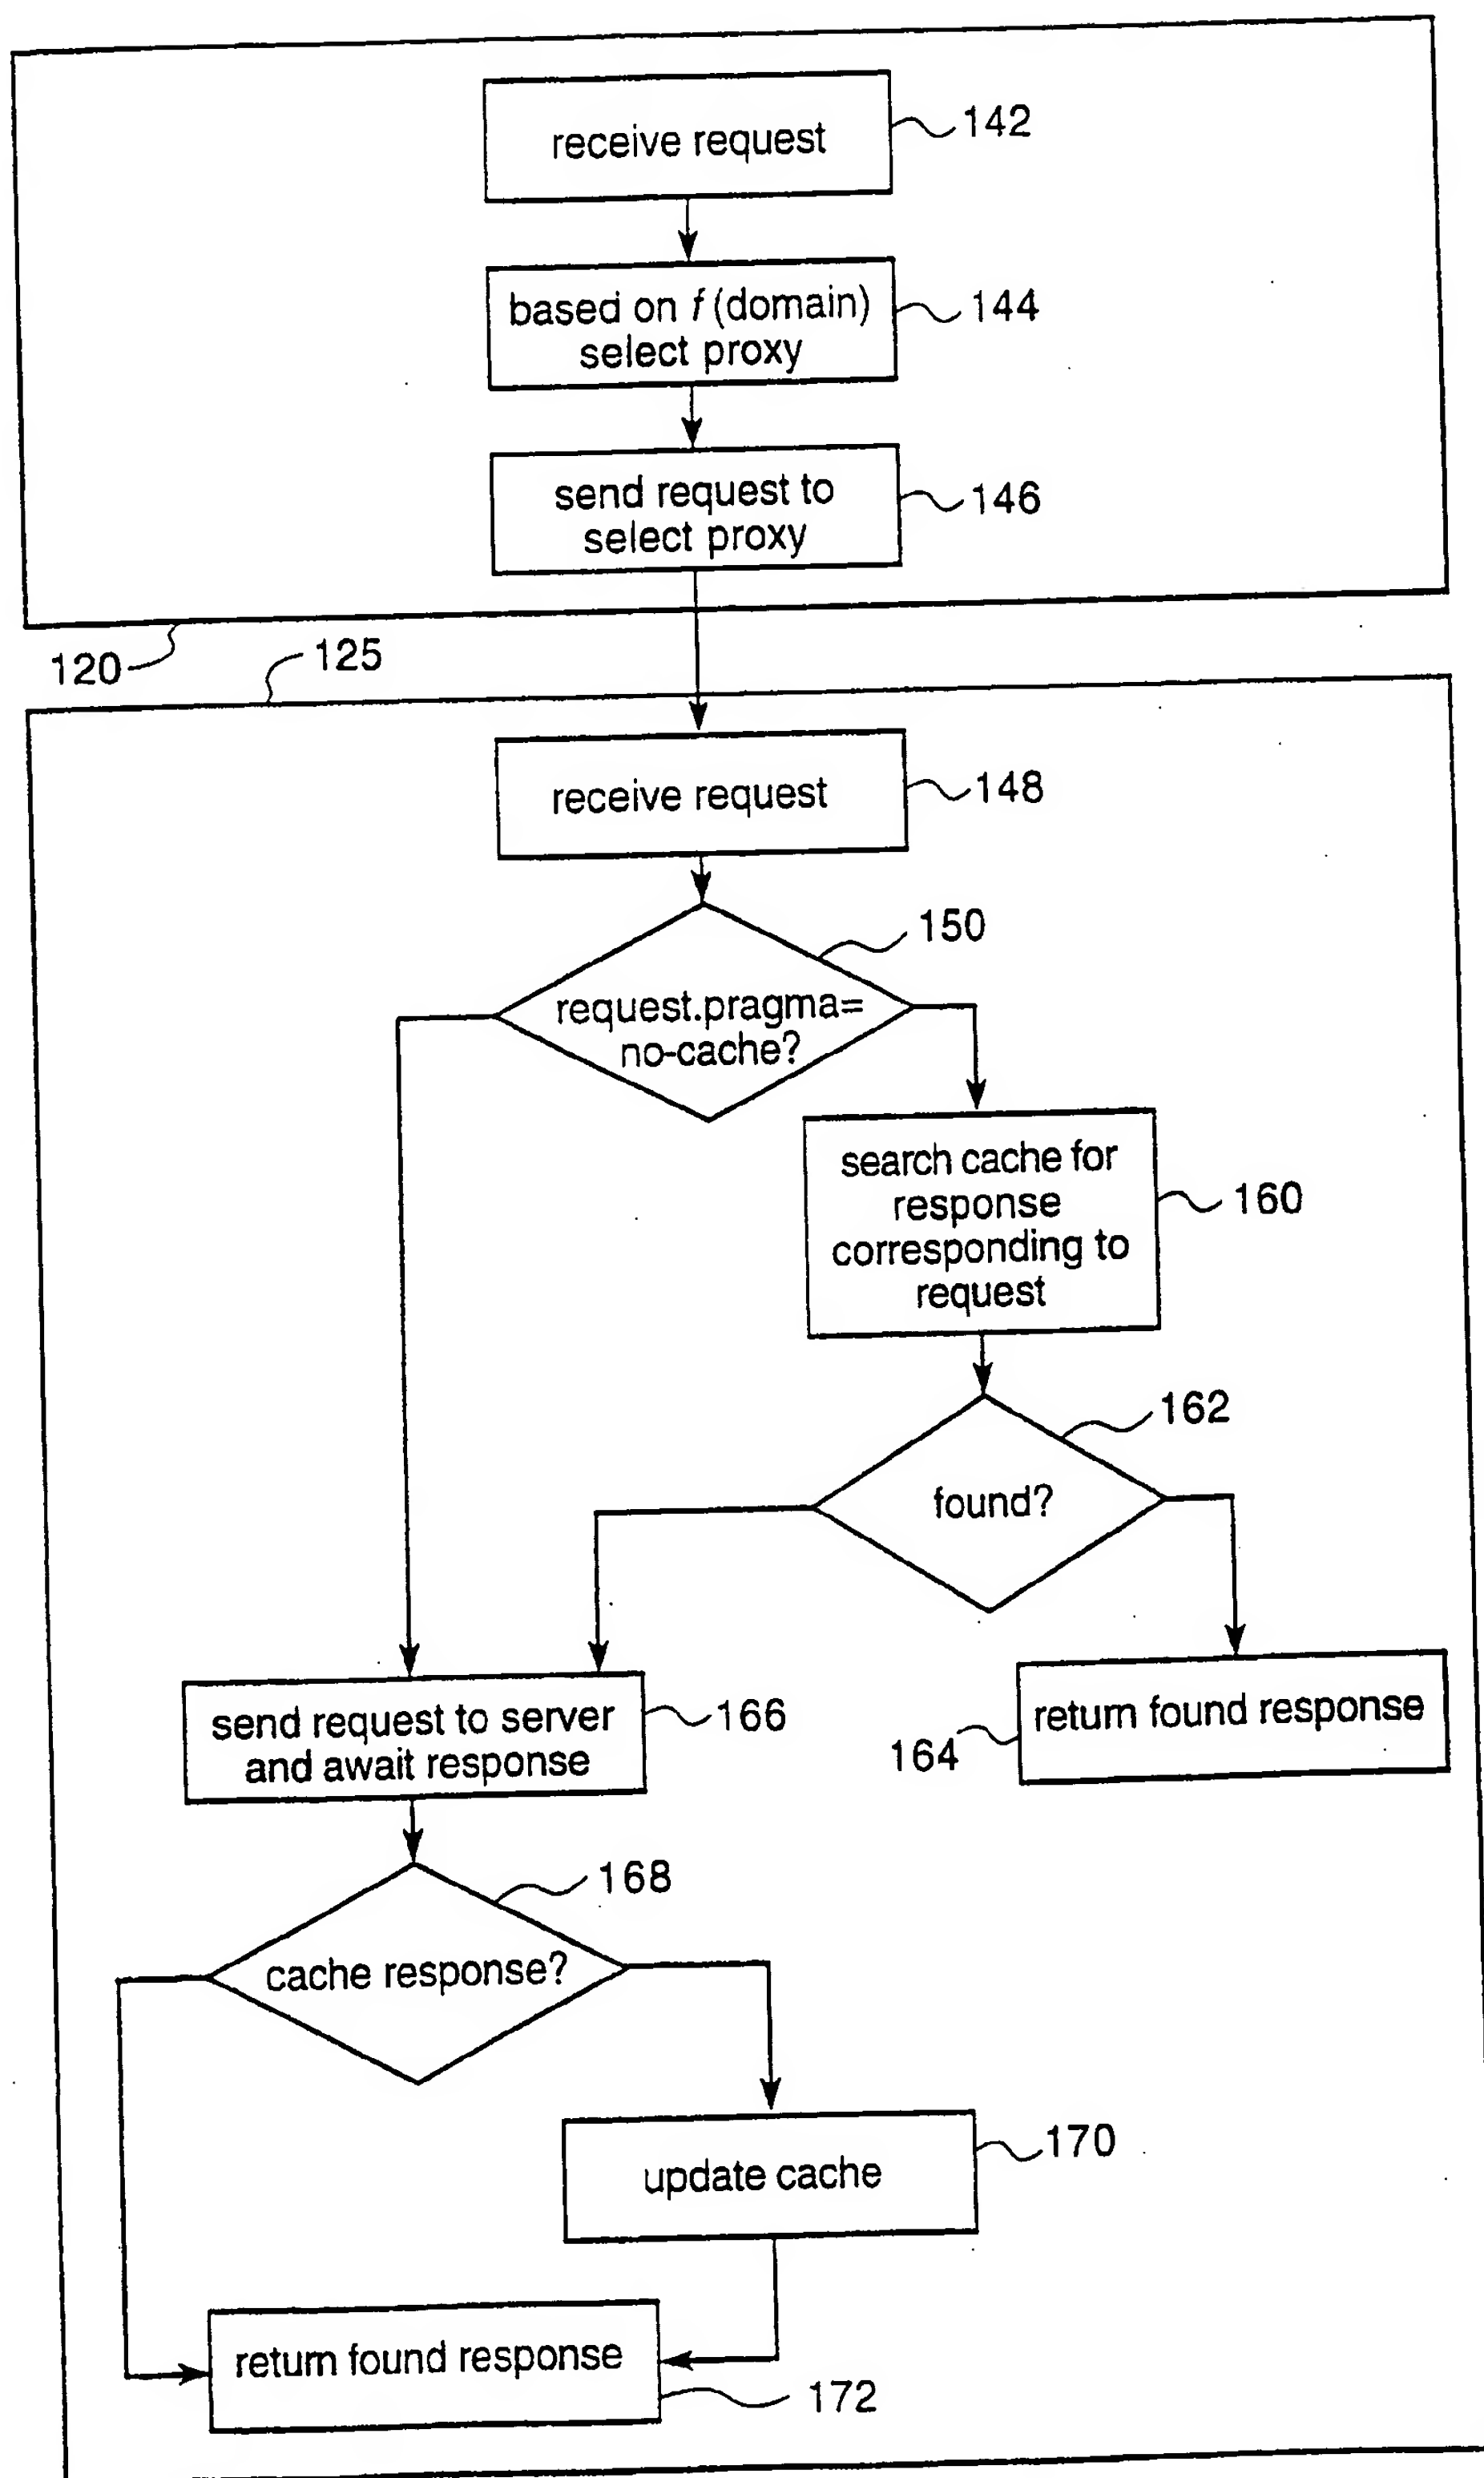 receive request
142
based on f (domain)
select proxy
144
send request to
select proxy
146
120
125
receive request
148
150
request.pragma=
no-cache?
search cache for
response
corresponding to
request
160
162
found?
send request to server
and await response
166
return found response
164
168
cache response?
170
update cache
return found response
172